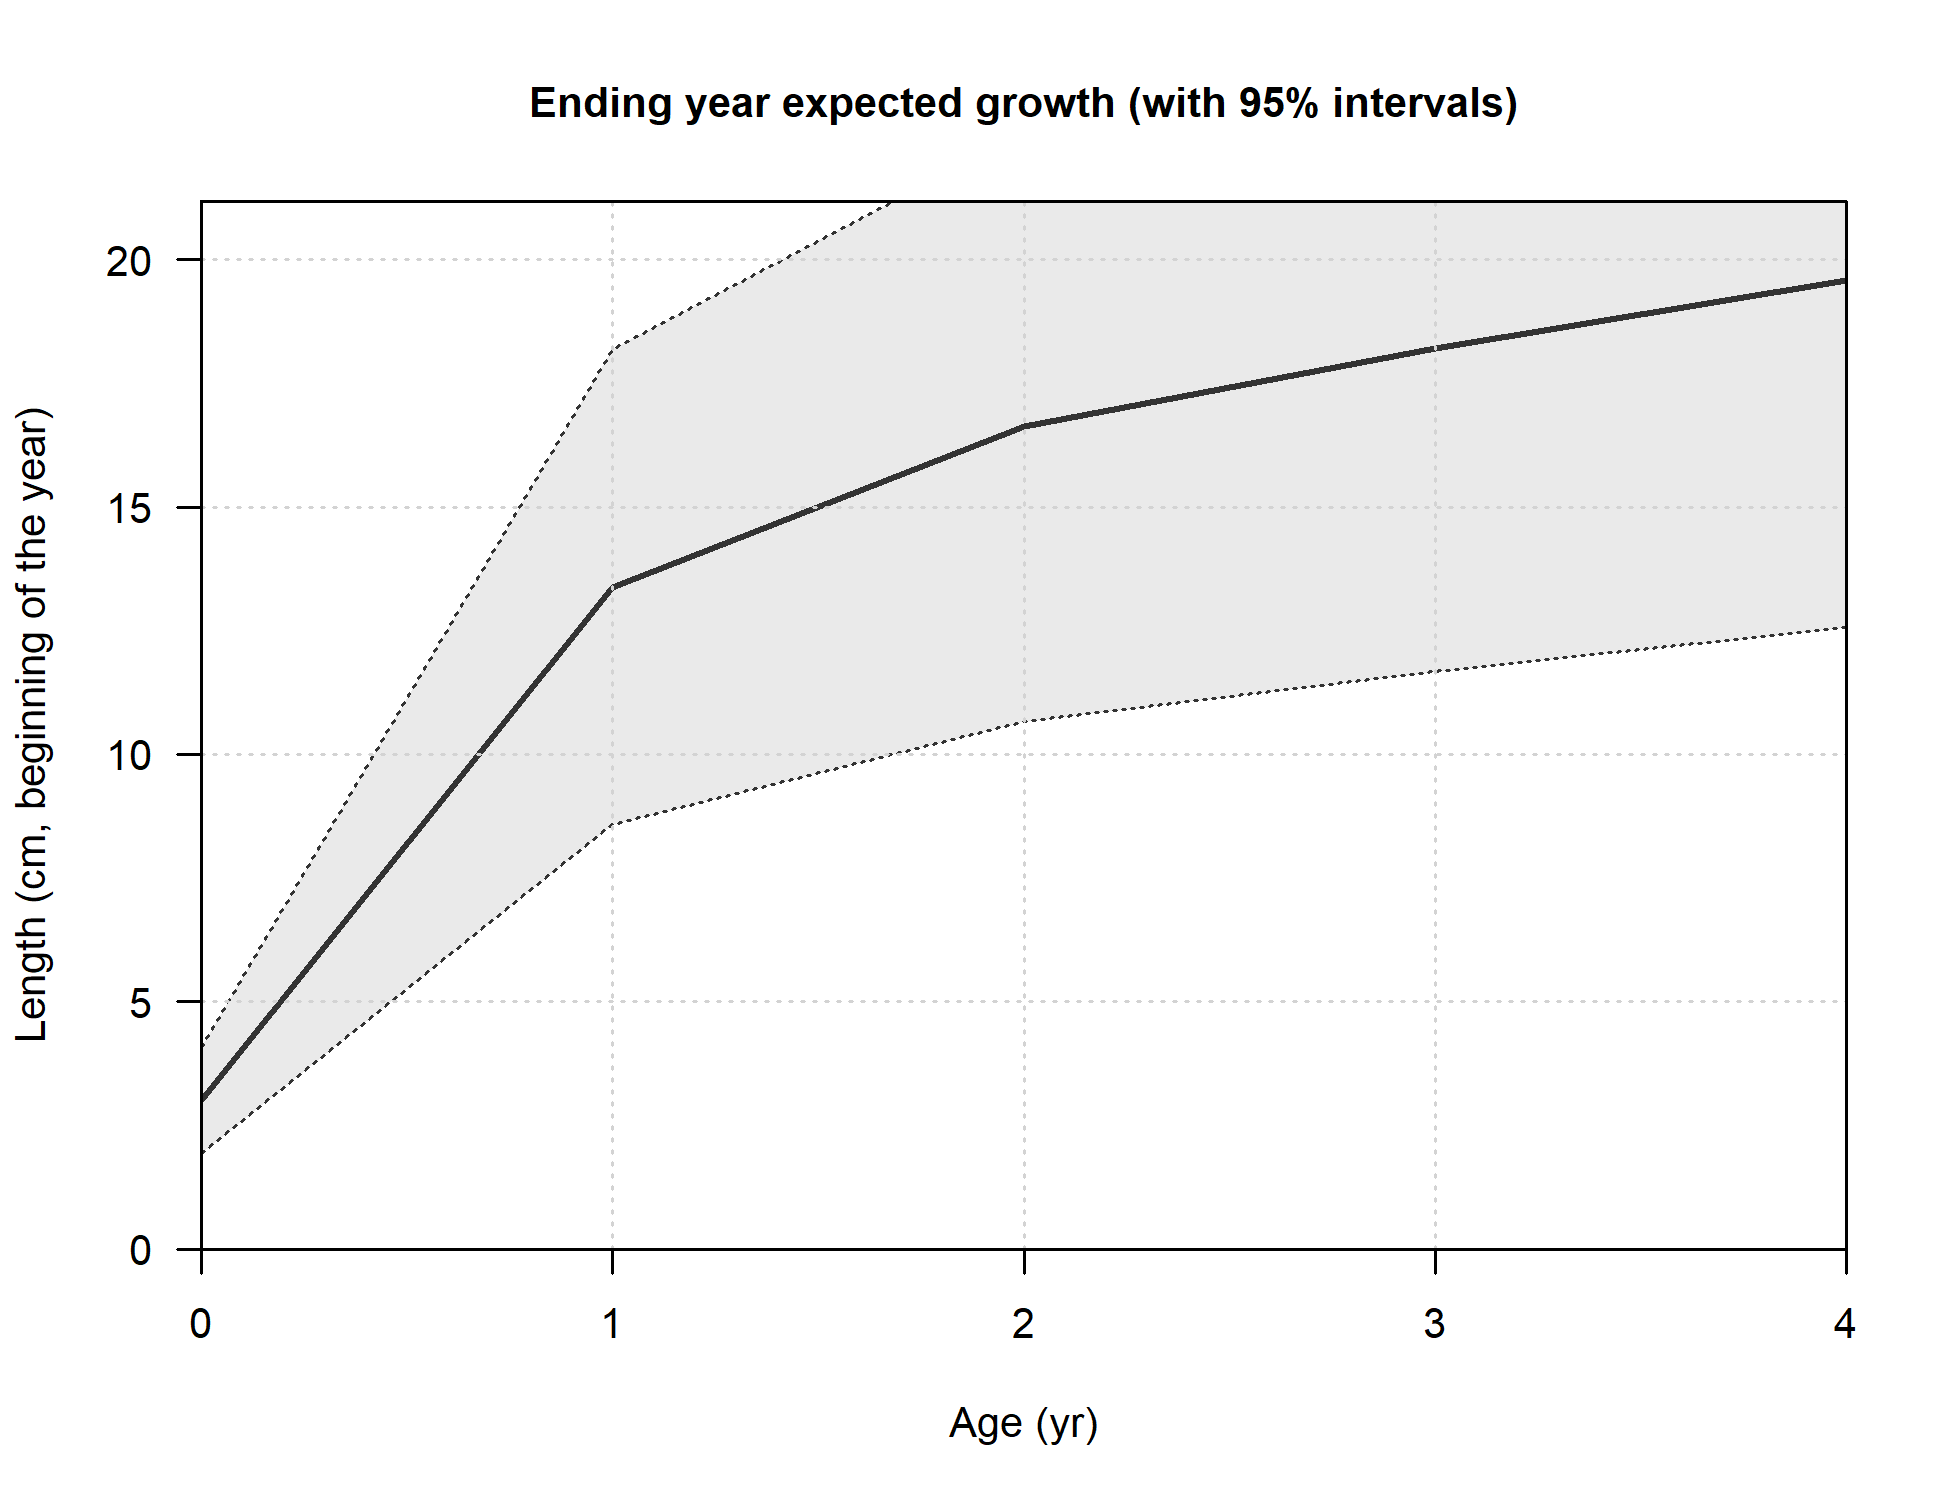 Ending year expected growth (with 95% intervals)
Length (cm, beginning of the year)
20
15
10
5
0
0 1 2 3 4
Age (yr)